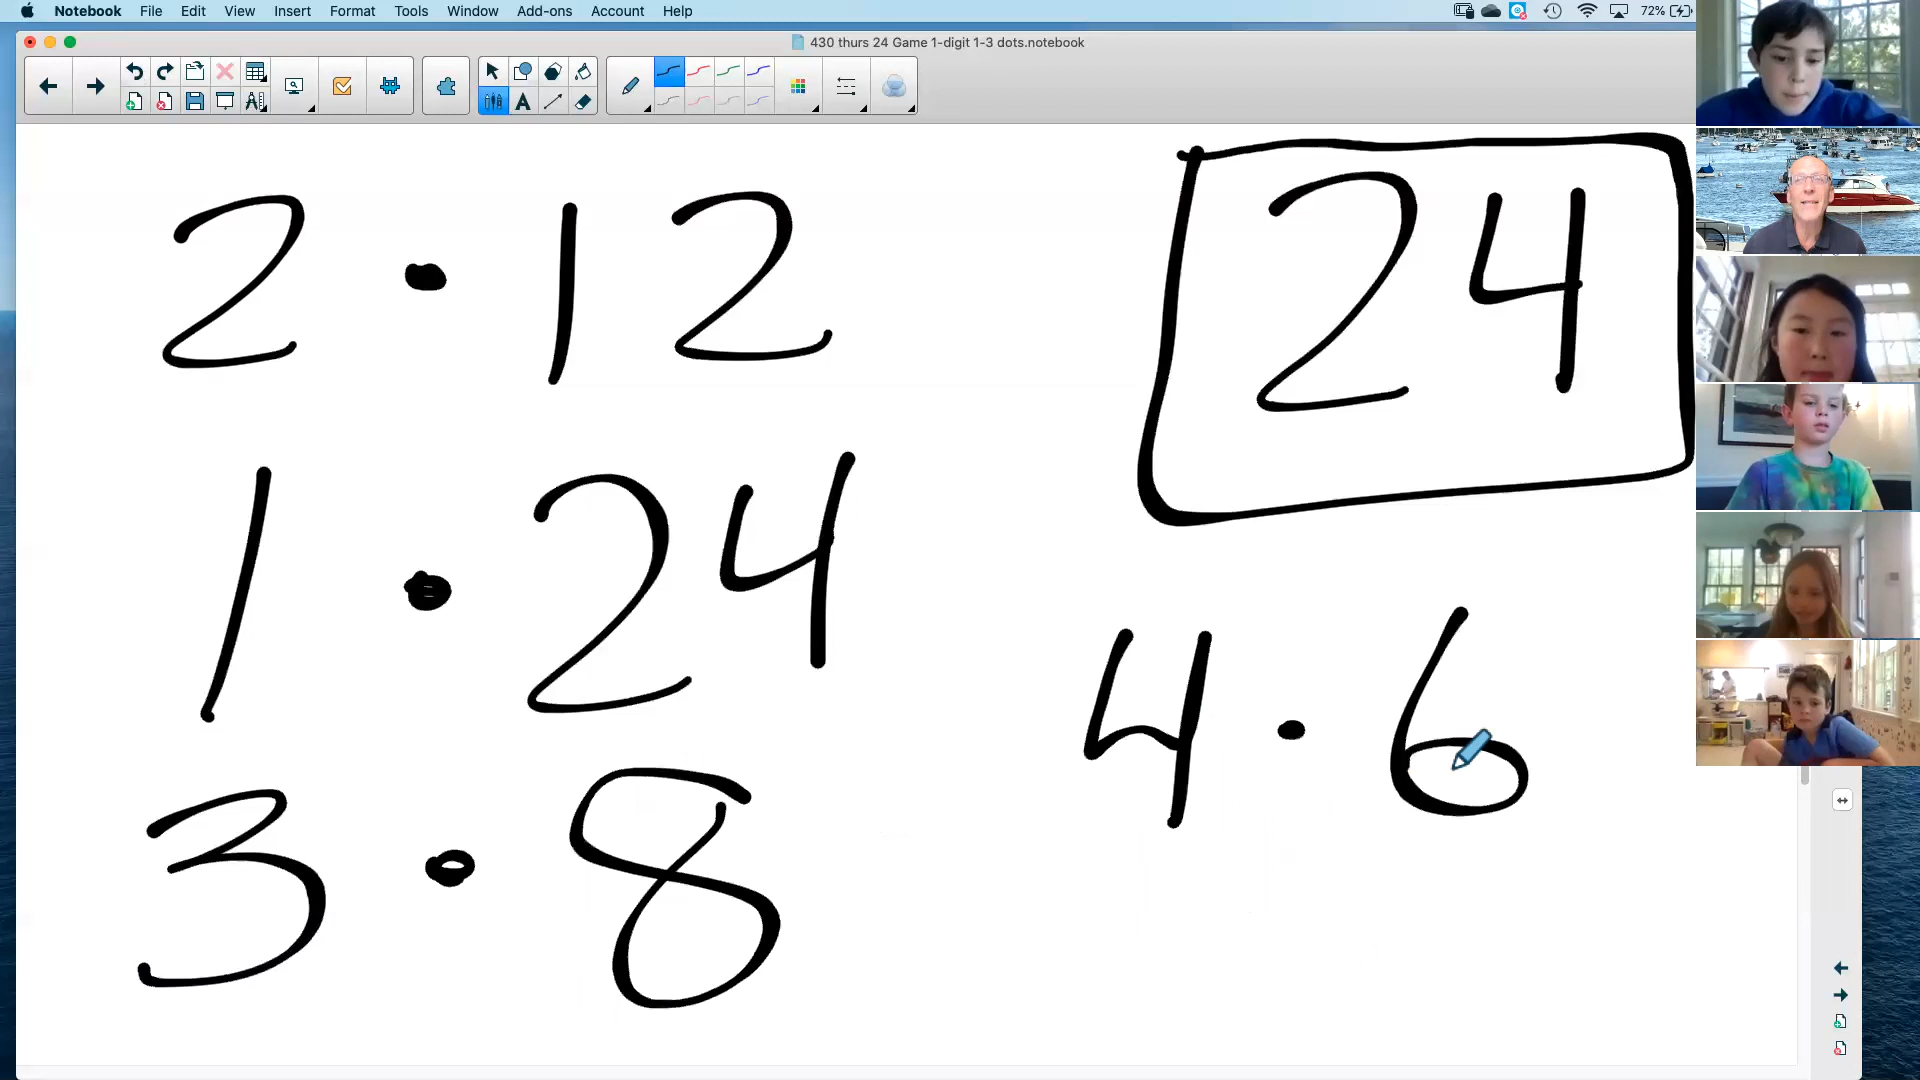 Notebook File Edit View Insert Format Tools Window Add-ons Account Help 72%
430 thurs 24 Game 1-digit 1-3 dots.notebook
A
2 · 12
24
1 · 24
4 · 6
3 · 8